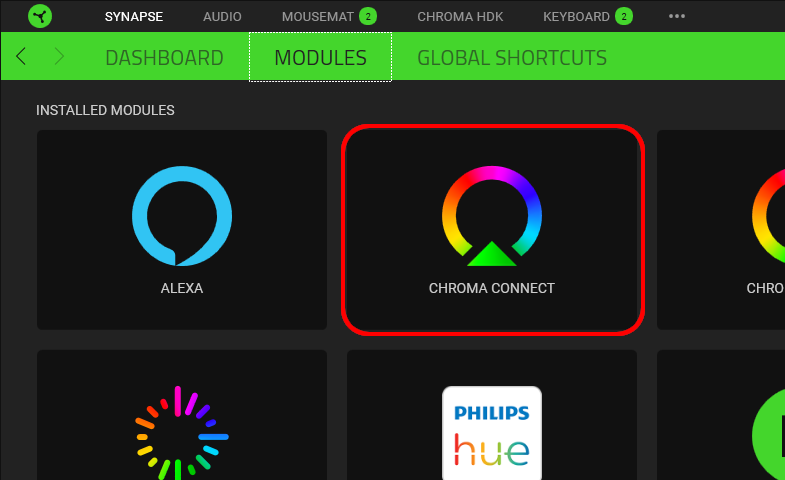 SYNAPSE AUDIO MOUSEMAT 2 CHROMA HDK KEYBOARD 2
DASHBOARD MODULES GLOBAL SHORTCUTS
INSTALLED MODULES
ALEXA CHROMA CONNECT CHRO
PHILIPS
hue